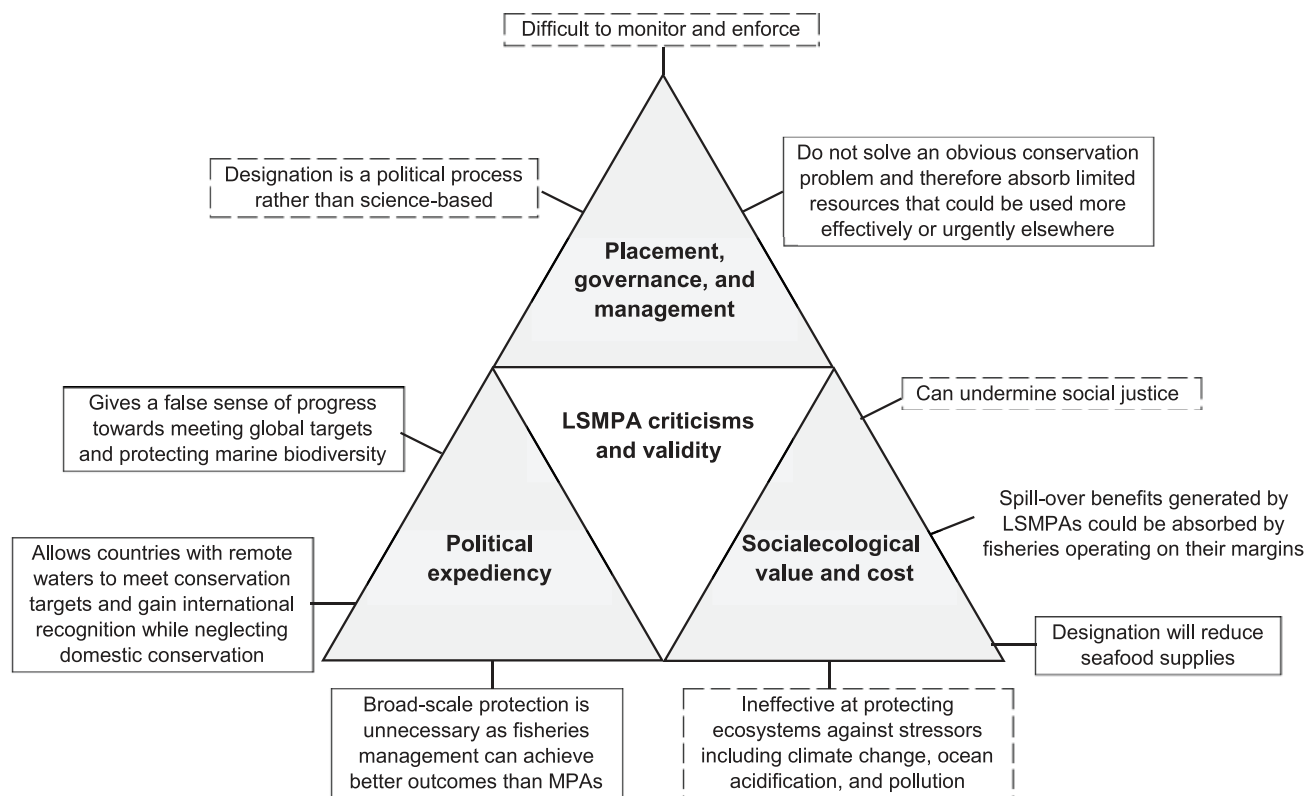 Difficult to monitor and enforce
Designation is a political process
rather than science-based
Do not solve an obvious conservation
problem and therefore absorb limited
resources that could be used more
effectively or urgently elsewhere
Placement,
governance, and
management
Gives a false sense of progress
towards meeting global targets
and protecting marine biodiversity
LSMPA criticisms
and validity
Can undermine social justice
Allows countries with remote
waters to meet conservation
targets and gain international
recognition while neglecting
domestic conservation
Political
expediency
Socialecological
value and cost
Spill-over benefits generated by
LSMPAs could be absorbed by
fisheries operating on their margins
Designation will reduce
seafood supplies
Broad-scale protection is
unnecessary as fisheries
management can achieve
better outcomes than MPAs
Ineffective at protecting
ecosystems against stressors
including climate change, ocean
acidification, and pollution